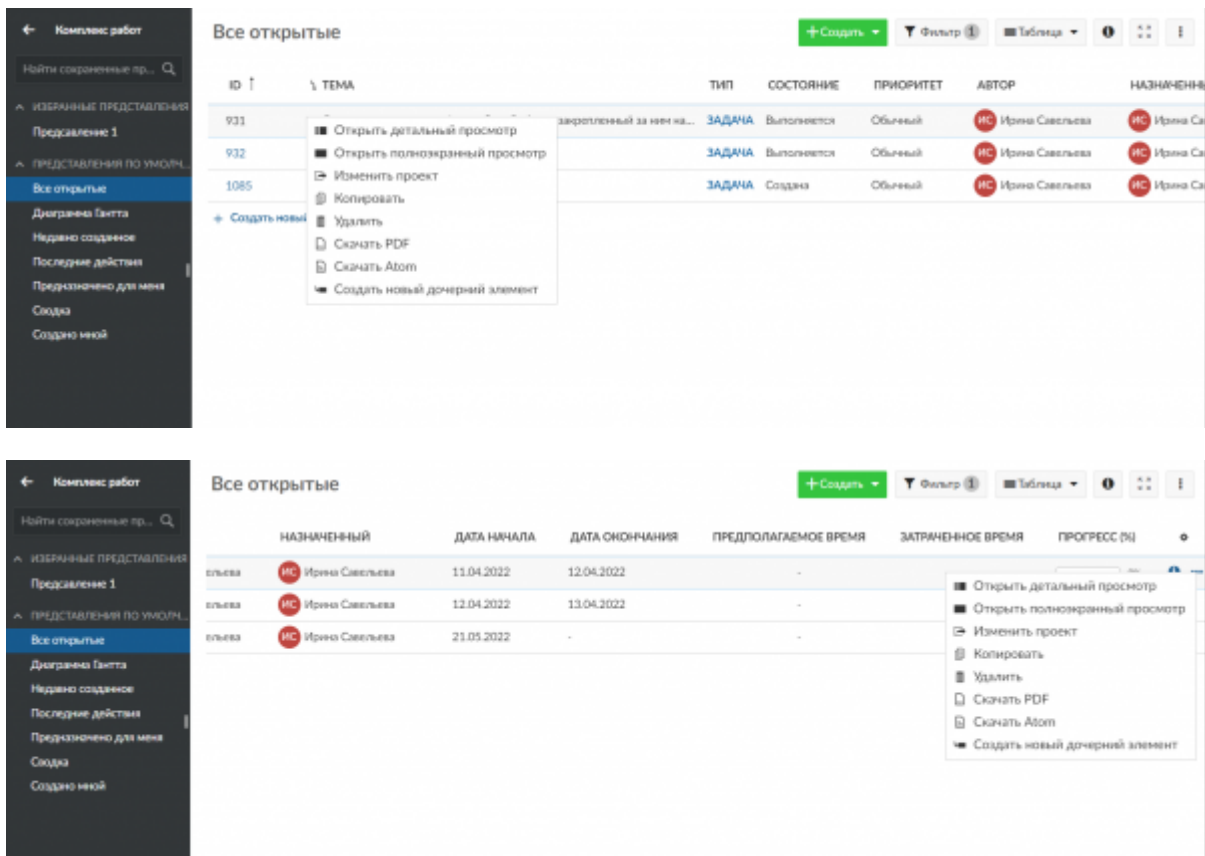 Комплекс работ
Все открытые
+ Создать
Фильтр 1
Таблица
Найти сохраненные пр...
ID ТЕМА ТИП СОСТОЯНИЕ ПРИОРИТЕТ АВТОР НАЗНАЧЕНН
ИЗБРАННЫЕ ПРЕДСТАВЛЕНИЯ
931 закрепленный за ним на... ЗАДАЧА Выполняется Обычный ИС Ирина Савельева ИС Ирина Са
Предсавление 1
Открыть детальный просмотр
932 ЗАДАЧА Выполняется Обычный ИС Ирина Савельева ИС Ирина Са
Открыть полноэкранный просмотр
ПРЕДСТАВЛЕНИЯ ПО УМОЛЧ...
Изменить проект
1085 ЗАДАЧА Создана Обычный ИС Ирина Савельева ИС Ирина Са
Все открытые
Копировать
+ Создать новый
Диаграмма Гантта
Удалить
Недавно созданное
Скачать PDF
Последние действия
Скачать Atom
Предназначено для меня
Создать новый дочерний элемент
Сводка
Создано мной
Комплекс работ
Все открытые
+ Создать
Фильтр 1
Таблица
Найти сохраненные пр...
НАЗНАЧЕННЫЙ ДАТА НАЧАЛА ДАТА ОКОНЧАНИЯ ПРЕДПОЛАГАЕМОЕ ВРЕМЯ ЗАТРАЧЕННОЕ ВРЕМЯ ПРОГРЕСС (%)
ИЗБРАННЫЕ ПРЕДСТАВЛЕНИЯ
ельева ИС Ирина Савельева 11.04.2022 12.04.2022 -
Предсавление 1
Открыть детальный просмотр
ельева ИС Ирина Савельева 12.04.2022 13.04.2022 -
Открыть полноэкранный просмотр
ПРЕДСТАВЛЕНИЯ ПО УМОЛЧ...
Изменить проект
ельева ИС Ирина Савельева 21.05.2022 - -
Все открытые
Копировать
Диаграмма Гантта
Удалить
Недавно созданное
Скачать PDF
Последние действия
Скачать Atom
Предназначено для меня
Создать новый дочерний элемент
Сводка
Создано мной